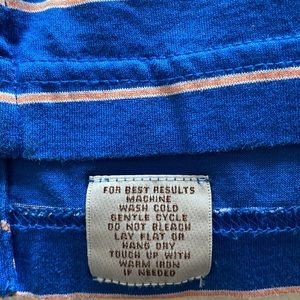 FOR BEST RESULTS
MACHINE
WASH COLD
GENTLE CYCLE
DO NOT BLEACH
LAY FLAT OR
HANG DRY
TOUCH UP WITH
WARM IRON
IF NEEDED